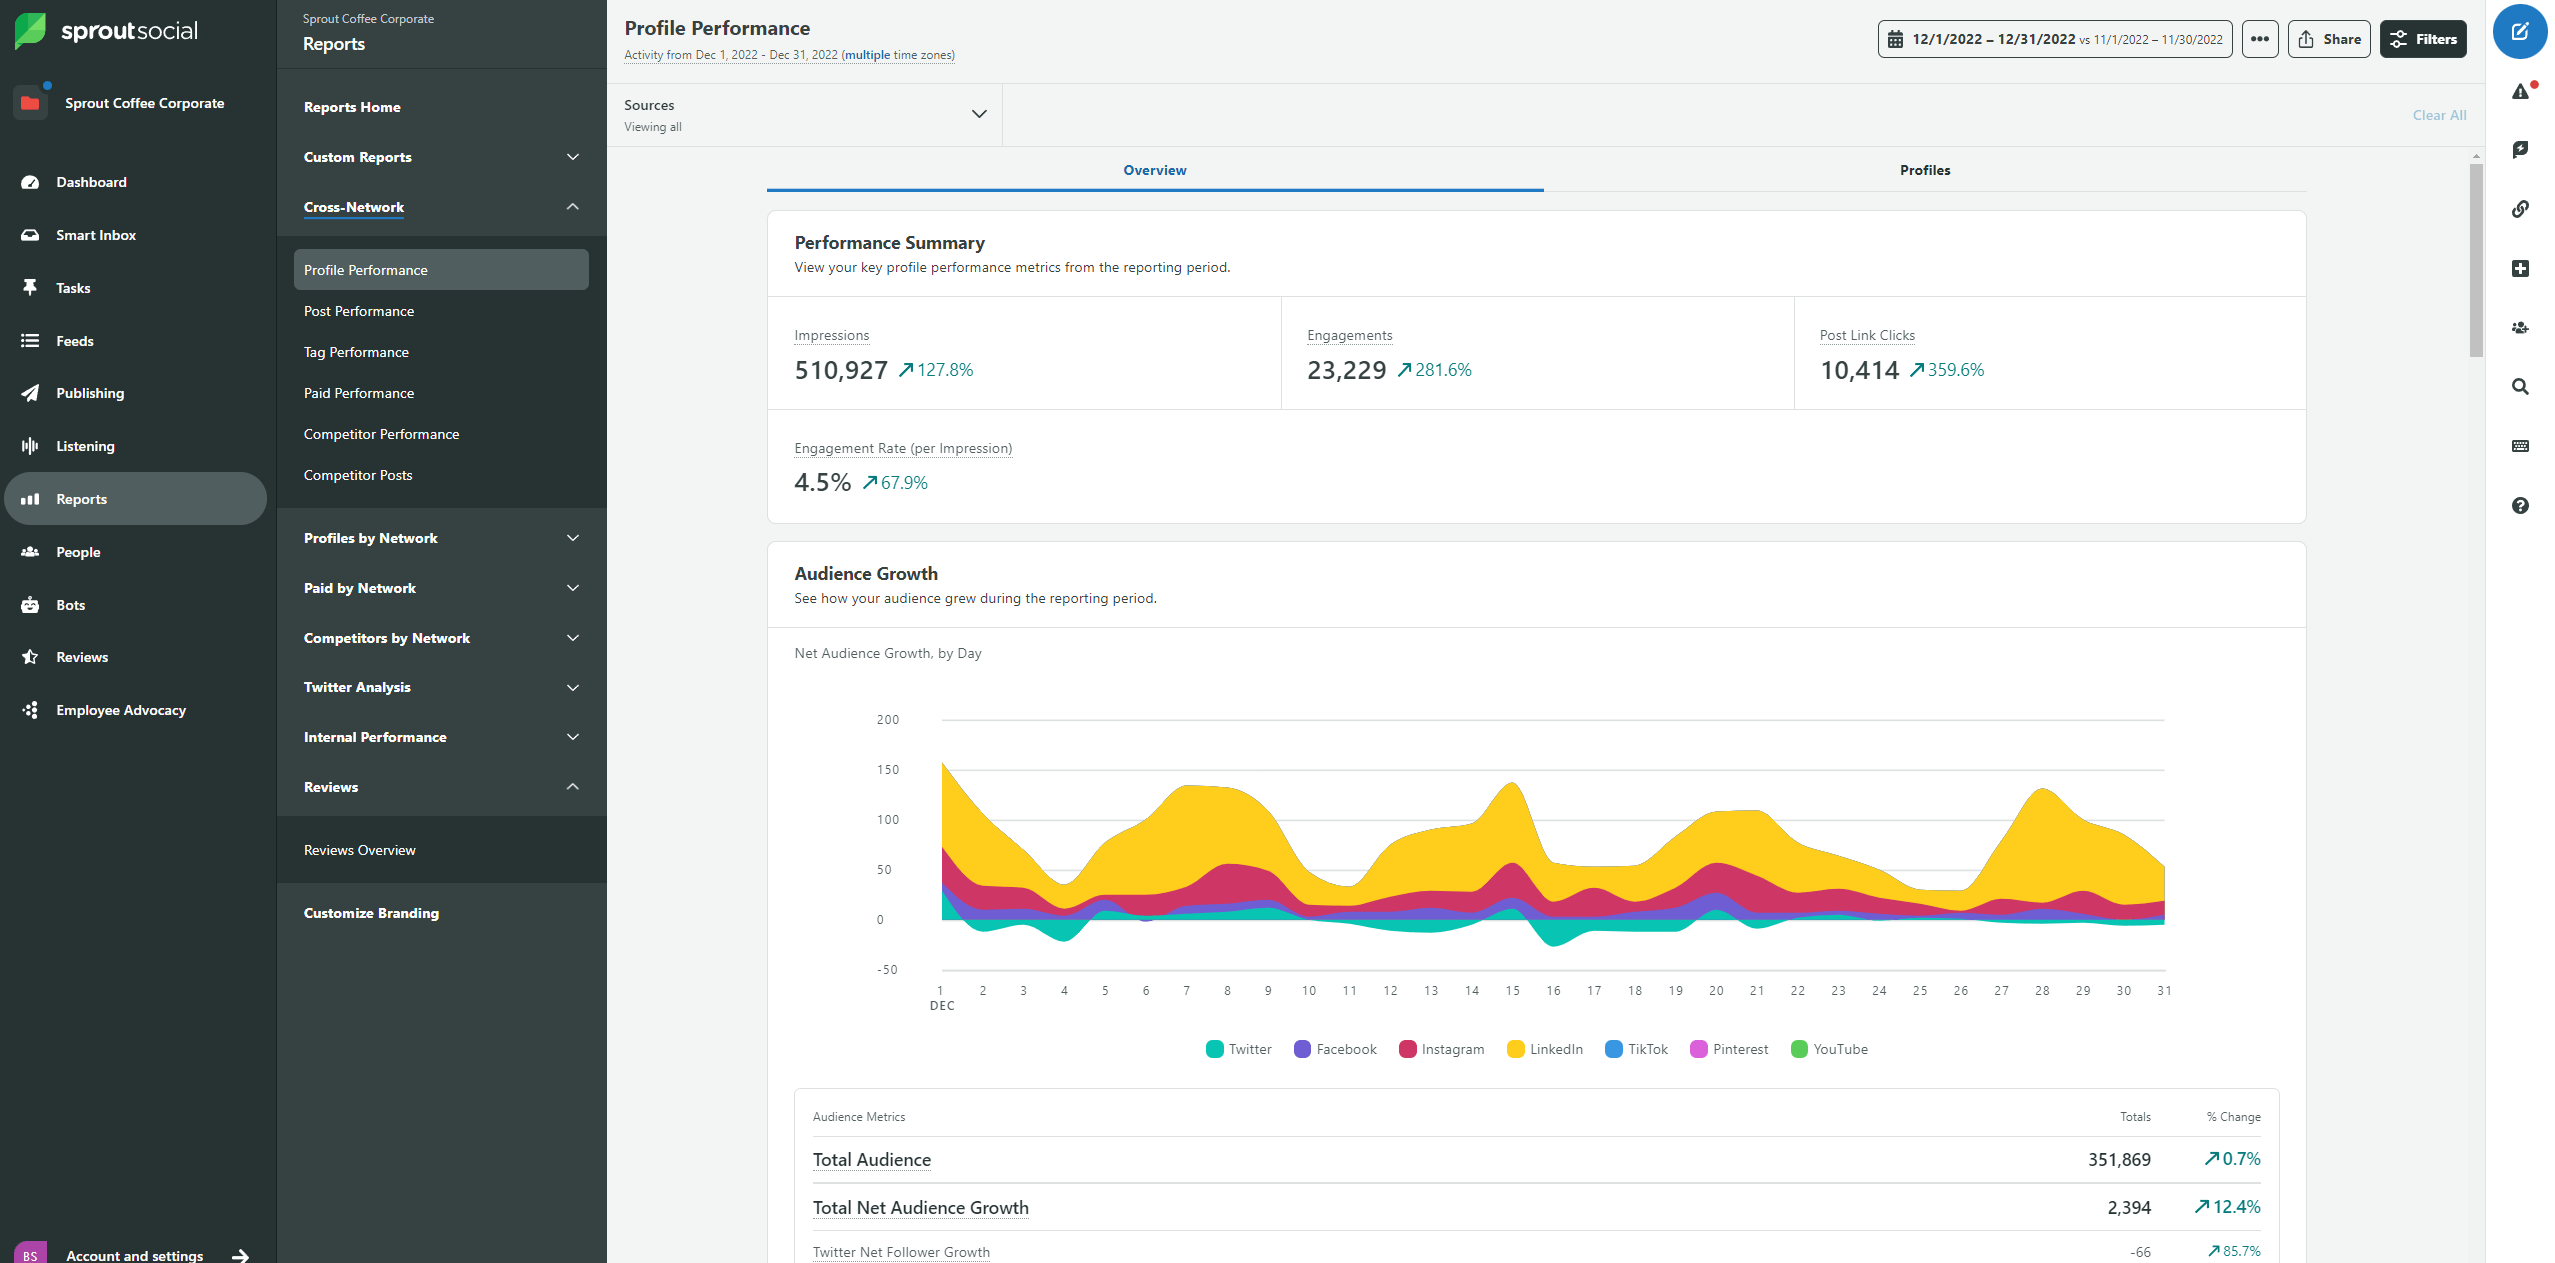 sproutsocial
Sprout Coffee Corporate
Dashboard
Smart Inbox
Tasks
Feeds
Publishing
Listening
Reports
People
Bots
Reviews
Employee Advocacy
BS
Account and settings
Sprout Coffee Corporate
Reports
Reports Home
Custom Reports
Cross-Network
Profile Performance
Post Performance
Tag Performance
Paid Performance
Competitor Performance
Competitor Posts
Profiles by Network
Paid by Network
Competitors by Network
Twitter Analysis
Internal Performance
Reviews
Reviews Overview
Customize Branding
Profile Performance
Activity from Dec 1, 2022 - Dec 31, 2022 (multiple time zones)
12/1/2022 – 12/31/2022 vs 11/1/2022 – 11/30/2022
Share
Filters
Sources
Viewing all
Clear All
Overview Profiles
Performance Summary
View your key profile performance metrics from the reporting period.
Impressions Engagements Post Link Clicks
510,927 127.8% 23,229 281.6% 10,414 359.6%
Engagement Rate (per Impression)
4.5% 67.9%
Audience Growth
See how your audience grew during the reporting period.
Net Audience Growth, by Day
200
150
100
50
0
-50
1 2 3 4 5 6 7 8 9 10 11 12 13 14 15 16 17 18 19 20 21 22 23 24 25 26 27 28 29 30 31
DEC
Twitter Facebook Instagram LinkedIn TikTok Pinterest YouTube
Audience Metrics Totals % Change
Total Audience 351,869 0.7%
Total Net Audience Growth 2,394 12.4%
Twitter Net Follower Growth -66 85.7%